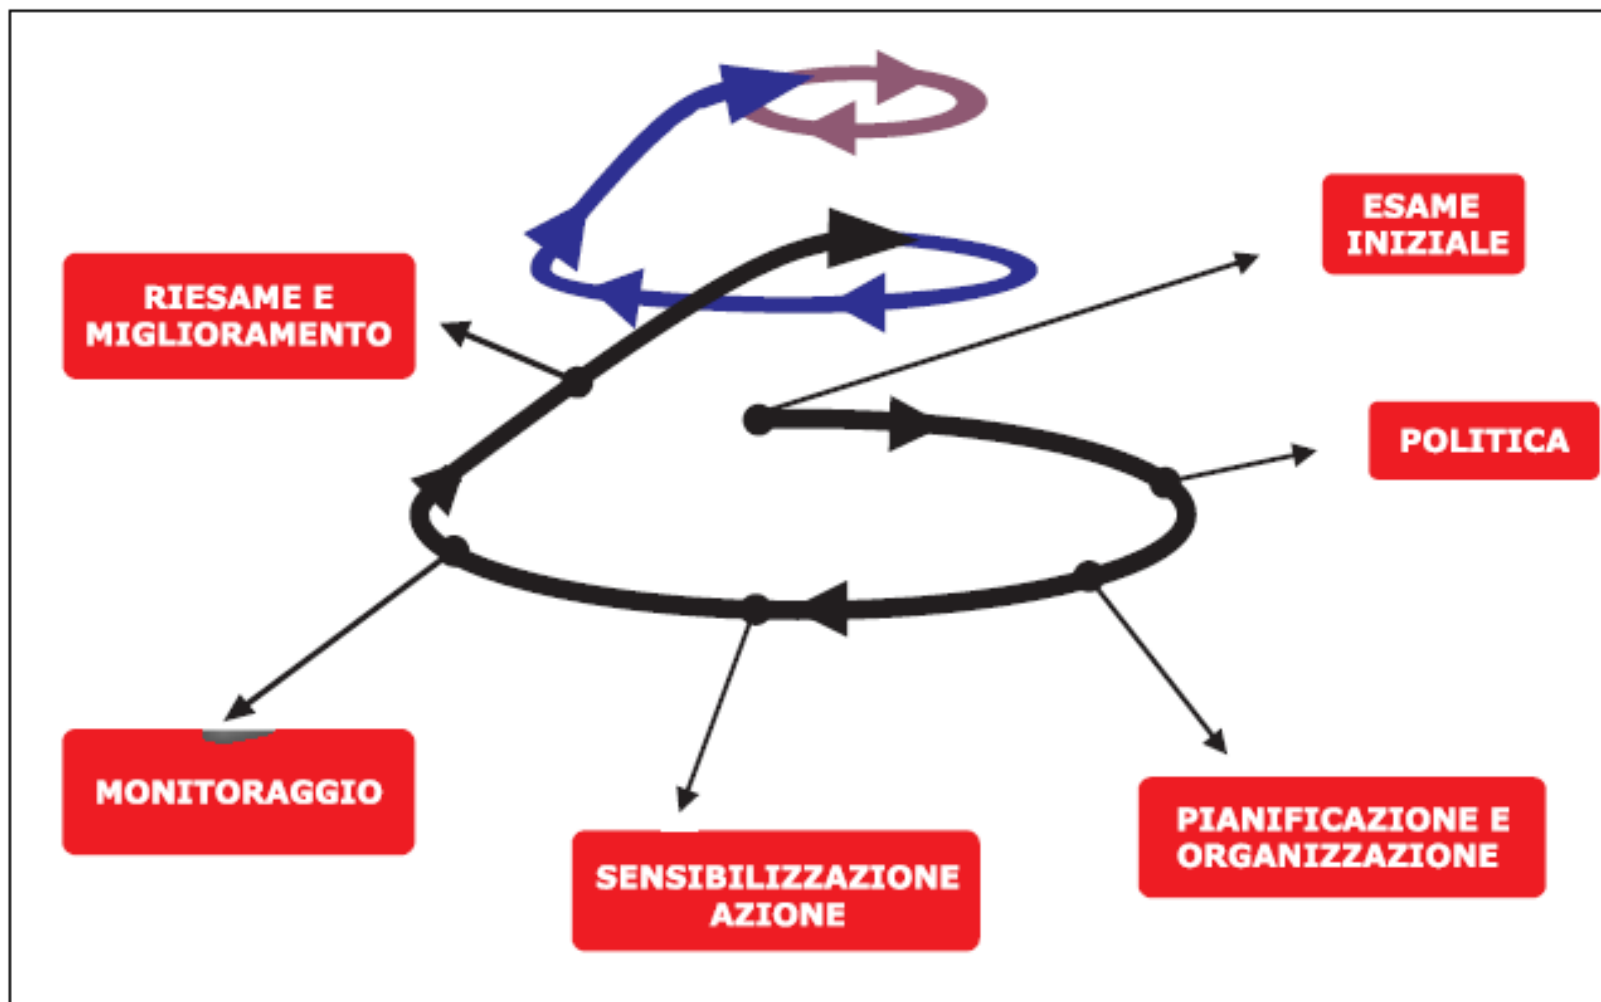 ESAME
INIZIALE
RIESAME E
MIGLIORAMENTO
POLITICA
MONITORAGGIO
PIANIFICAZIONE E
ORGANIZZAZIONE
SENSIBILIZZAZIONE
AZIONE